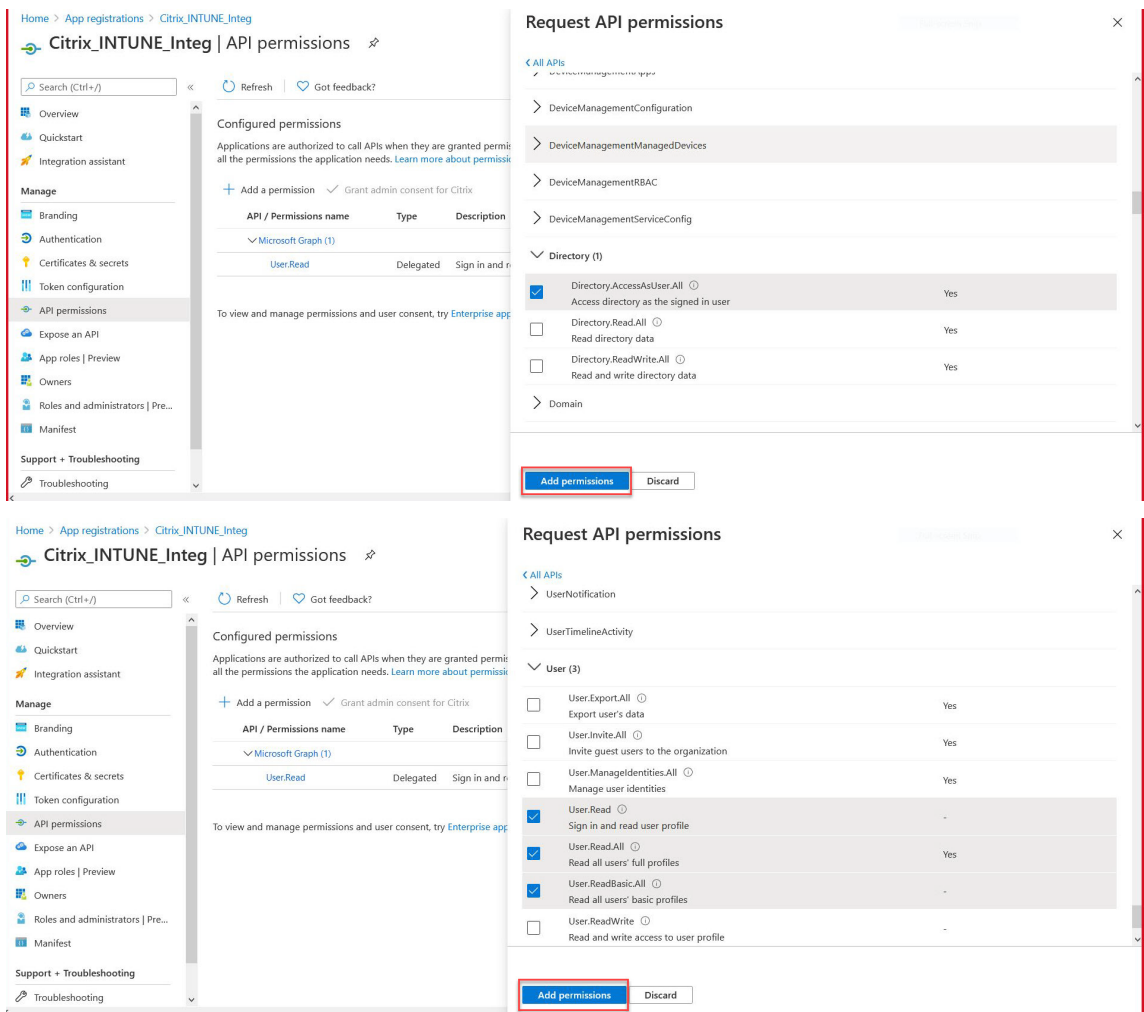 Home > App registrations > Citrix_INTUNE_Integ
Citrix_INTUNE_Integ | API permissions
Search (Ctrl+/)
«
Overview
Quickstart
Integration assistant
Manage
Branding
Authentication
Certificates & secrets
Token configuration
API permissions
Expose an API
App roles | Preview
Owners
Roles and administrators | Pre...
Manifest
Support + Troubleshooting
Troubleshooting
Refresh
Got feedback?
Configured permissions
Applications are authorized to call APIs when they are granted permis
all the permissions the application needs. Learn more about permissio
Add a permission Grant admin consent for Citrix
API / Permissions name Type Description
Microsoft Graph (1)
User.Read Delegated Sign in and r
To view and manage permissions and user consent, try Enterprise app
Request API permissions
All APIs
DeviceManagementApps
DeviceManagementConfiguration
DeviceManagementManagedDevices
DeviceManagementRBAC
DeviceManagementServiceConfig
Directory (1)
Directory.AccessAsUser.All
Access directory as the signed in user
Yes
Directory.Read.All
Read directory data
Yes
Directory.ReadWrite.All
Read and write directory data
Yes
Domain
Add permissions Discard
Home > App registrations > Citrix_INTUNE_Integ
Citrix_INTUNE_Integ | API permissions
Search (Ctrl+/)
«
Overview
Quickstart
Integration assistant
Manage
Branding
Authentication
Certificates & secrets
Token configuration
API permissions
Expose an API
App roles | Preview
Owners
Roles and administrators | Pre...
Manifest
Support + Troubleshooting
Troubleshooting
Refresh
Got feedback?
Configured permissions
Applications are authorized to call APIs when they are granted permis
all the permissions the application needs. Learn more about permissio
Add a permission Grant admin consent for Citrix
API / Permissions name Type Description
Microsoft Graph (1)
User.Read Delegated Sign in and r
To view and manage permissions and user consent, try Enterprise app
Request API permissions
All APIs
UserNotification
UserTimelineActivity
User (3)
User.Export.All
Export user's data
Yes
User.Invite.All
Invite guest users to the organization
Yes
User.ManageIdentities.All
Manage user identities
Yes
User.Read
Sign in and read user profile
-
User.Read.All
Read all users' full profiles
Yes
User.ReadBasic.All
Read all users' basic profiles
-
User.ReadWrite
Read and write access to user profile
-
Add permissions Discard